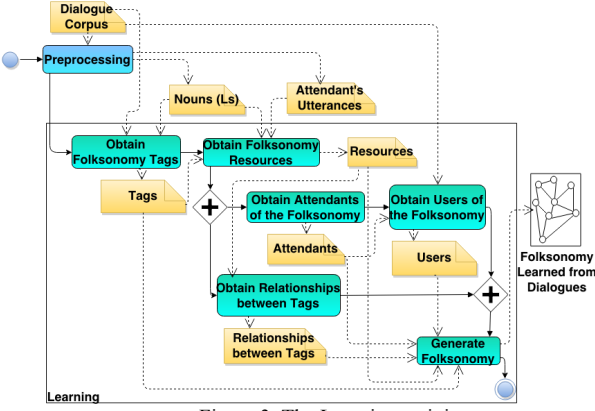 Dialogue
Corpus
Preprocessing
Nouns (Ls)
Attendant's
Utterances
Obtain
Folksonomy Tags
Obtain Folksonomy
Resources
Resources
Tags
Obtain Attendants
of the Folksonomy
Obtain Users of
the Folksonomy
Attendants
Users
Folksonomy
Learned from
Dialogues
Obtain Relationships
between Tags
Relationships
between Tags
Generate
Folksonomy
Learning